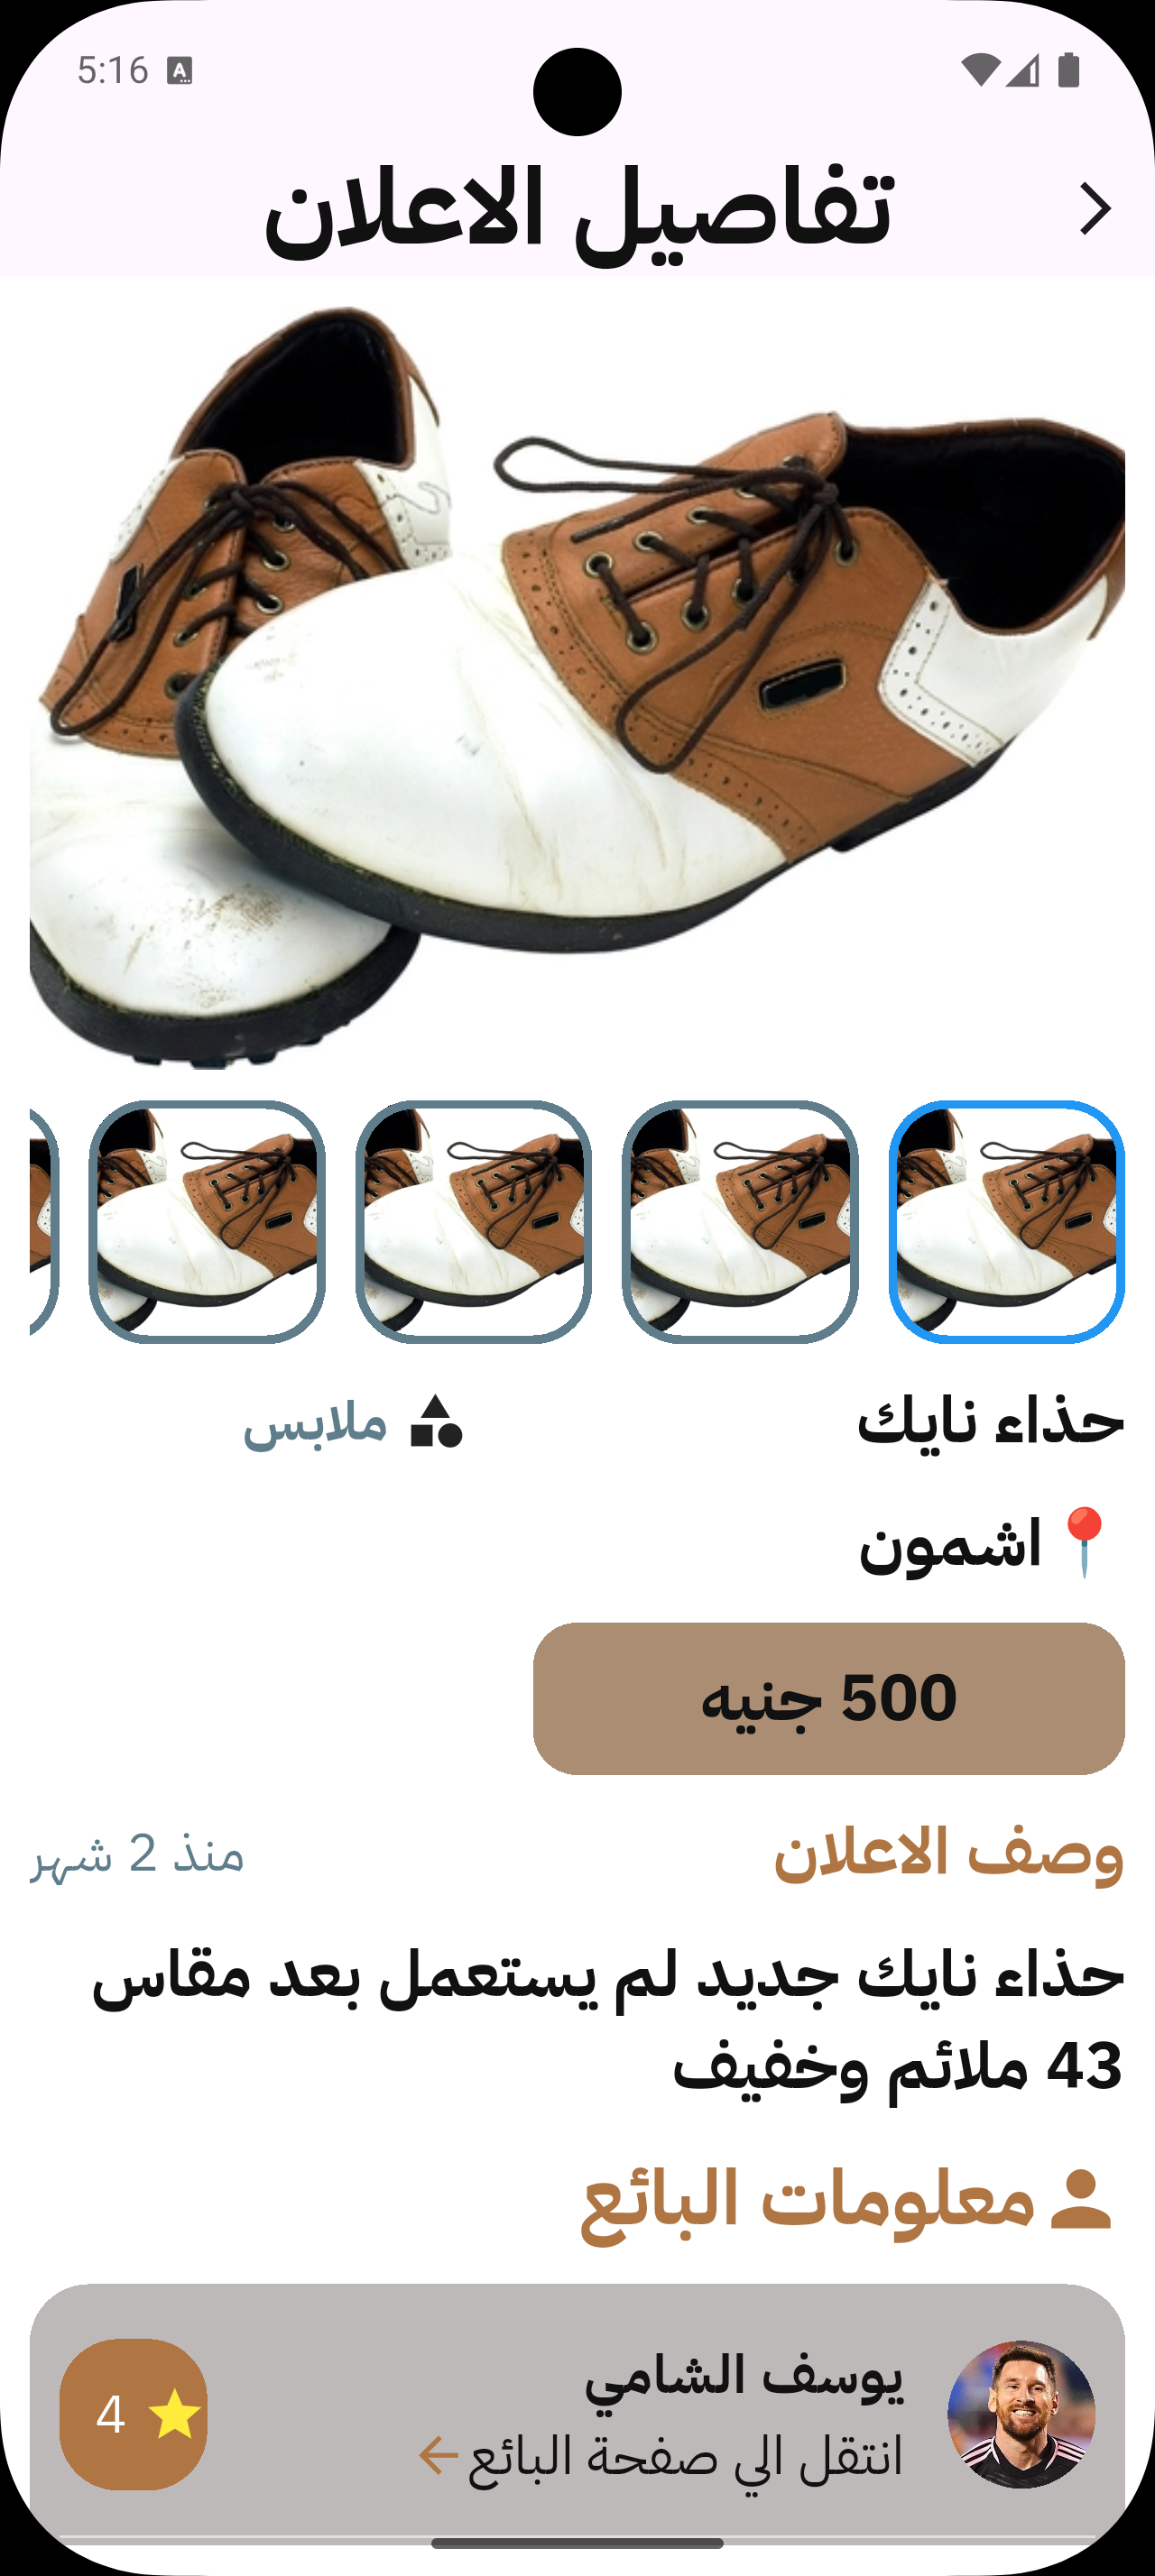 5:16
تفاصيل الاعلان
حذاء نايك
ملابس
اشمون
500 جنيه
وصف الاعلان
منذ 2 شهر
حذاء نايك جديد لم يستعمل بعد مقاس
43 ملائم وخفيف
معلومات البائع
يوسف الشامي
انتقل الي صفحة البائع
4